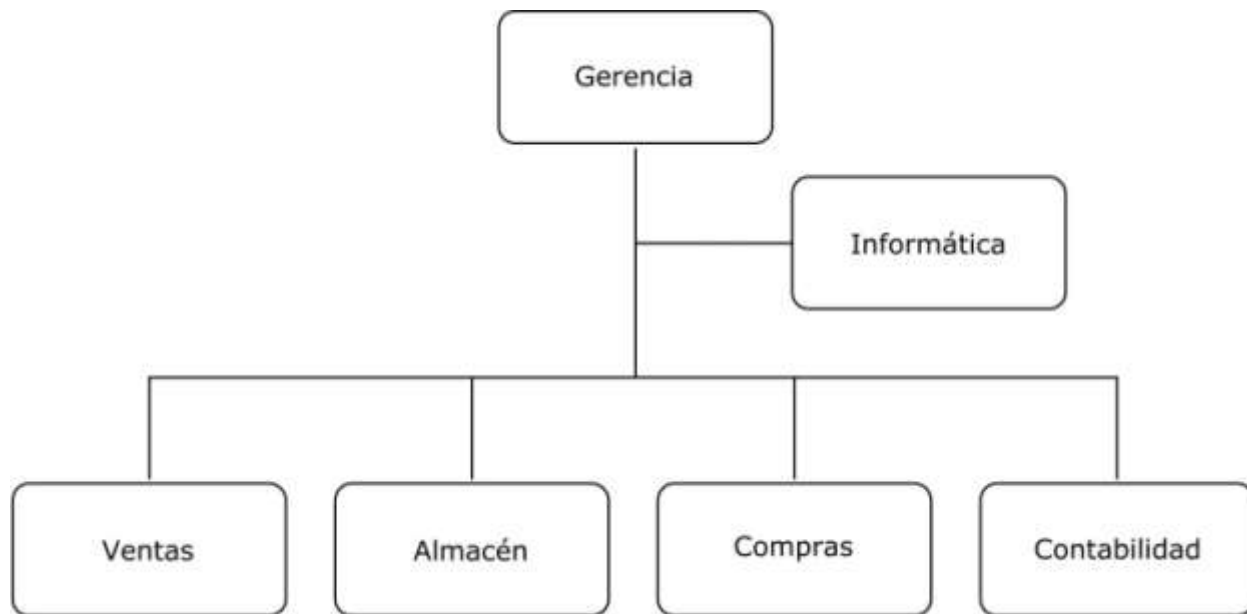 Gerencia
Informática
Ventas
Almacén
Compras
Contabilidad